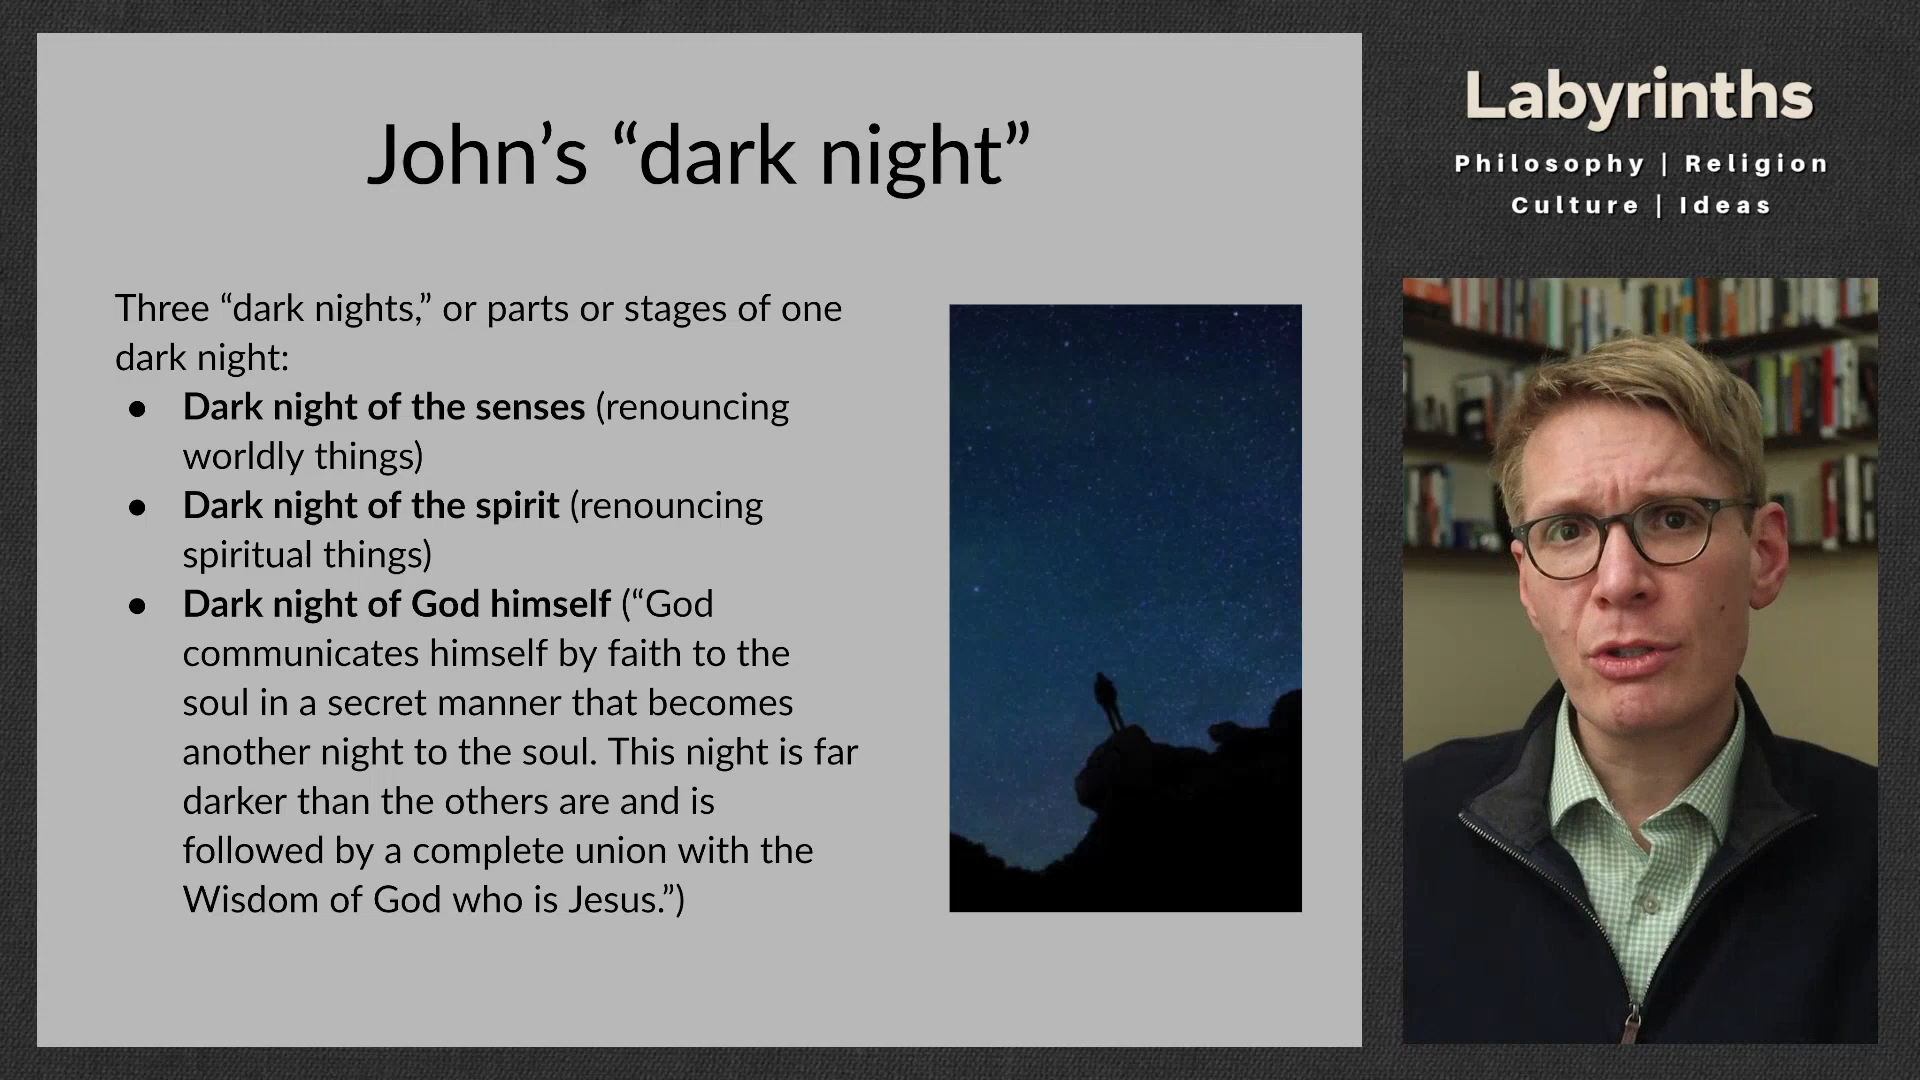 John’s “dark night”
Three “dark nights,” or parts or stages of one
dark night:
● Dark night of the senses (renouncing
worldly things)
● Dark night of the spirit (renouncing
spiritual things)
● Dark night of God himself (“God
communicates himself by faith to the
soul in a secret manner that becomes
another night to the soul. This night is far
darker than the others are and is
followed by a complete union with the
Wisdom of God who is Jesus.”)
Labyrinths
Philosophy | Religion
Culture | Ideas